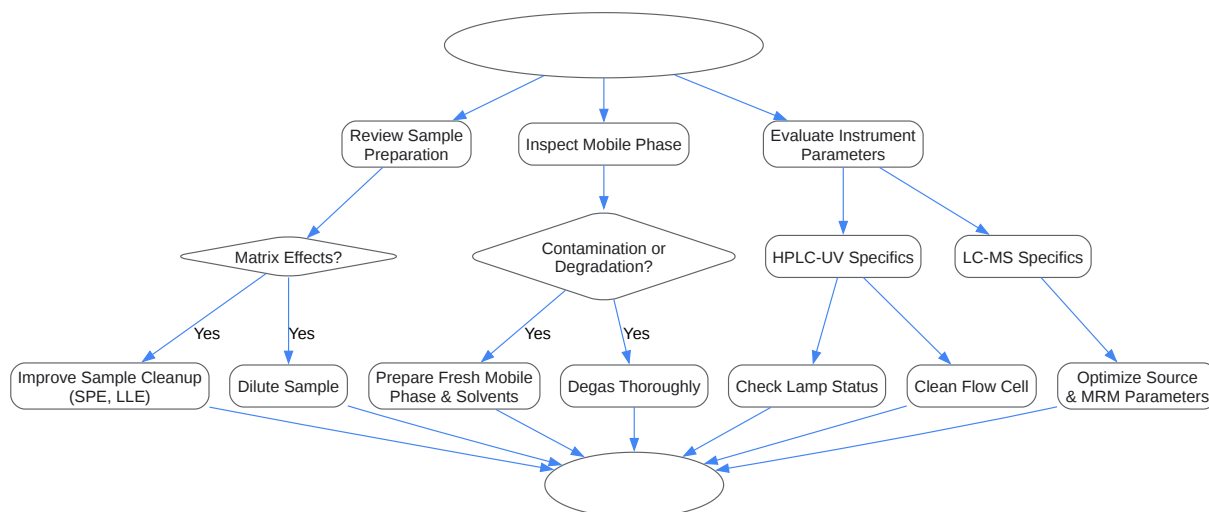 Review Sample
Preparation
Inspect Mobile Phase
Evaluate Instrument
Parameters
Matrix Effects?
Contamination or
Degradation?
HPLC-UV Specifics
LC-MS Specifics
Yes
Yes
Yes
Yes
Improve Sample Cleanup
(SPE, LLE)
Dilute Sample
Prepare Fresh Mobile
Phase & Solvents
Degas Thoroughly
Check Lamp Status
Clean Flow Cell
Optimize Source
& MRM Parameters